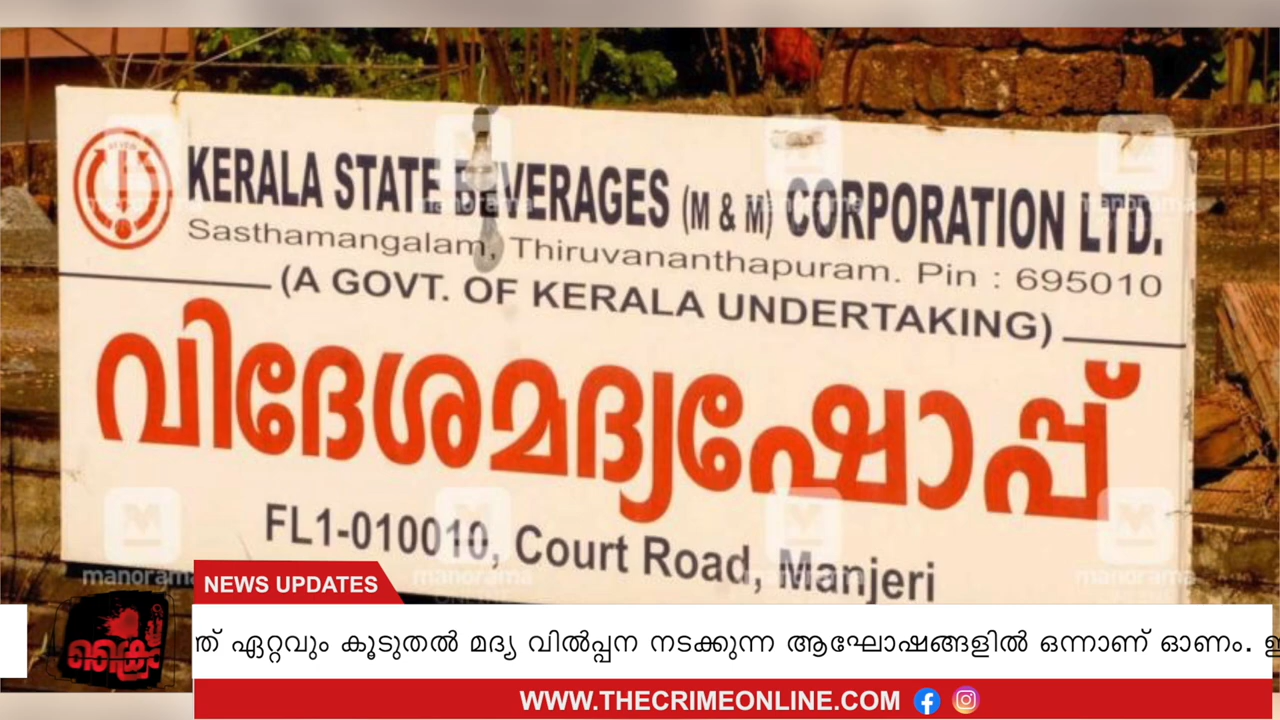 KERALA STATE BEVERAGES (M & M) CORPORATION LTD.
Sasthamangalam, Thiruvananthapuram. Pin : 695010
(A GOVT. OF KERALA UNDERTAKING)
വിദേശമദ്യഷോപ്പ്
FL1-010010, Court Road, Manjeri
manorama
NEWS UPDATES
ക്രൈം
ഏറ്റവും കൂടുതൽ മദ്യ വിൽപ്പന നടക്കുന്ന ആഘോഷങ്ങളിൽ ഒന്നാണ് ഓണം.
WWW.THECRIMEONLINE.COM